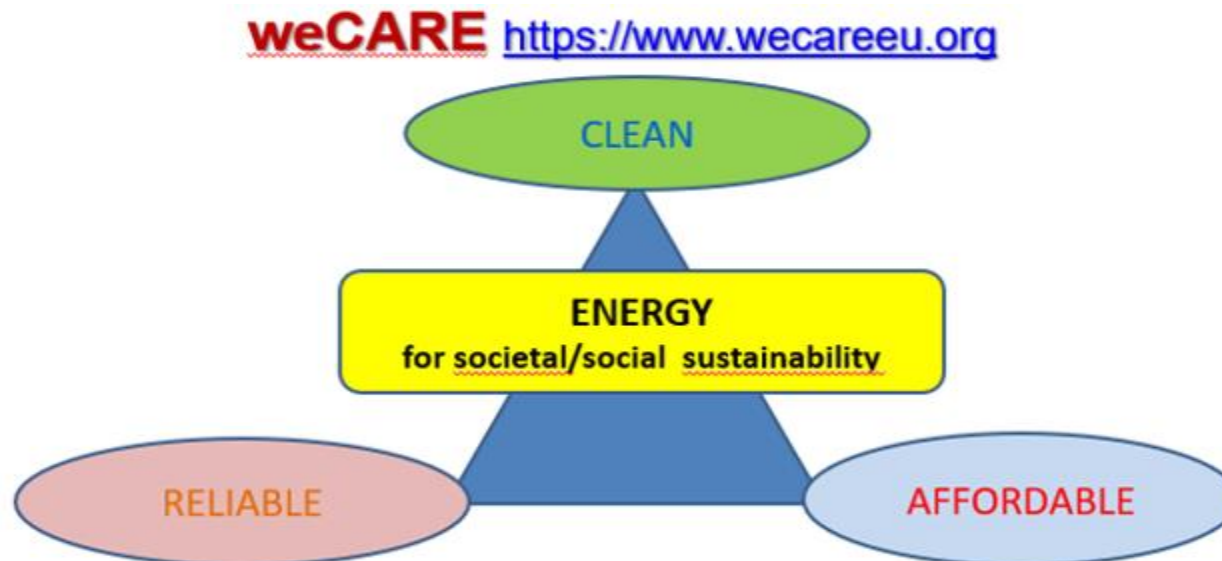 weCARE https://www.wecareeu.org
CLEAN
ENERGY
for societal/social sustainability
RELIABLE
AFFORDABLE